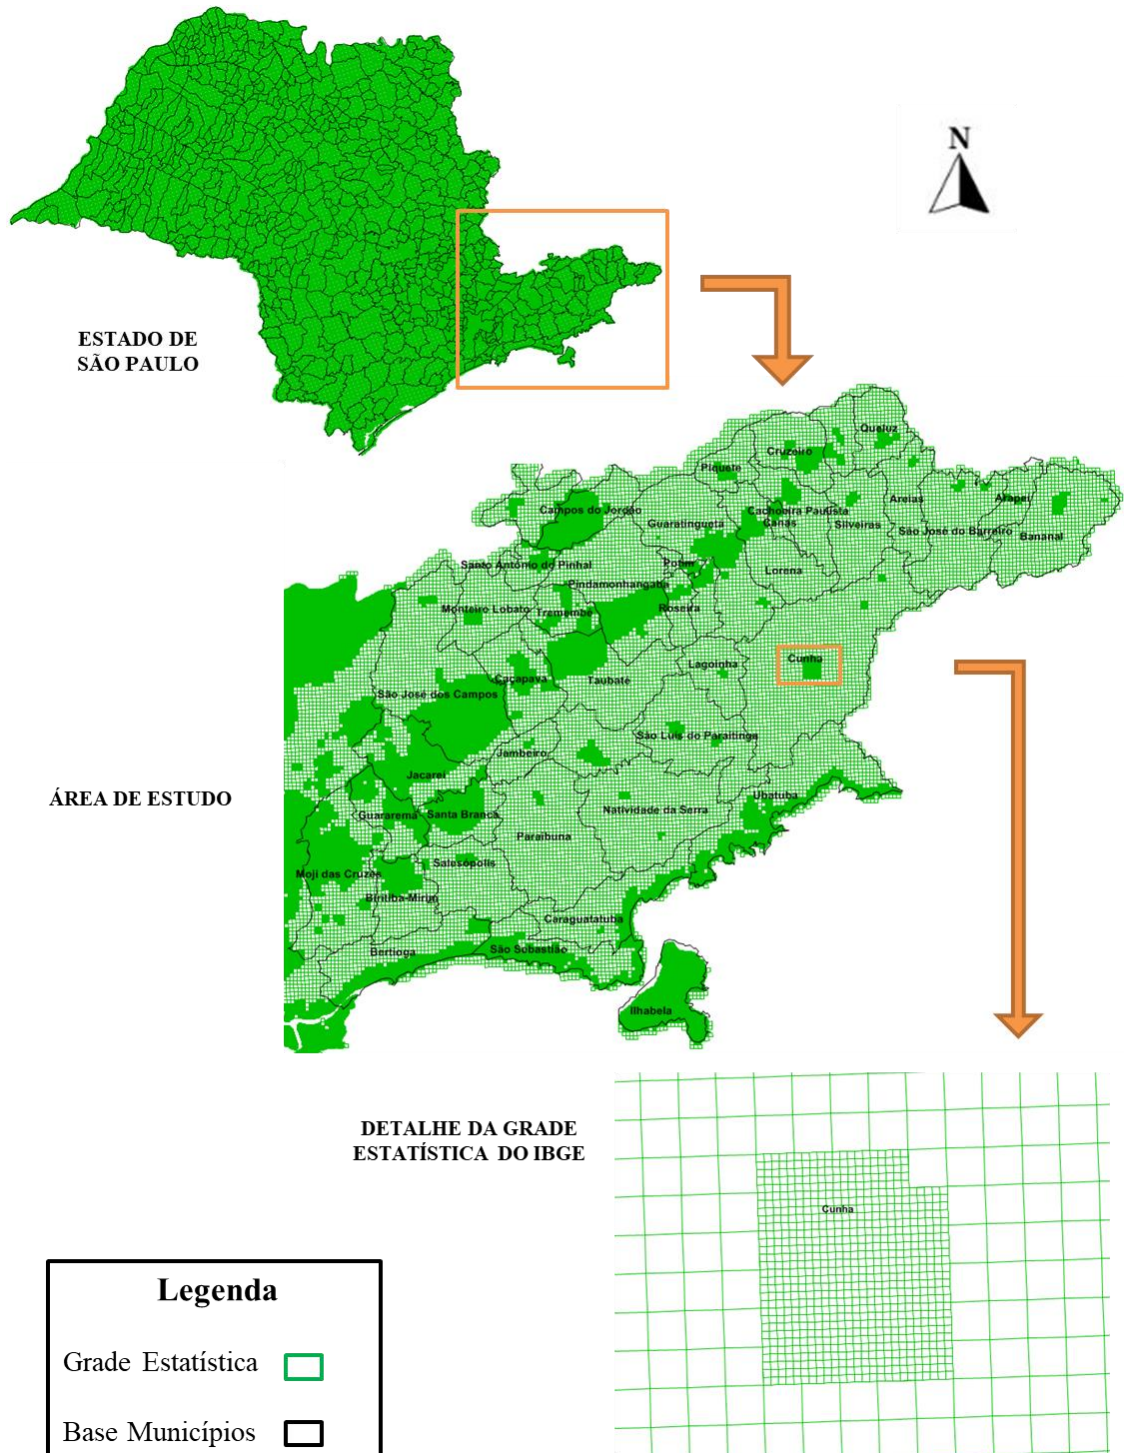 N
ESTADO DE
SÃO PAULO
Queluz
Cruzeiro
Piquete
Campos do Jordão
Guaratinguetá
Cachoeira Paulista
Canas
Silveiras
Areias
Arapeí
São José do Barreiro
Bananal
Santo Antônio do Pinhal
Potim
Lorena
Pindamonhangaba
Monteiro Lobato
Tremembé
Roseira
Cunha
Lagoinha
Caçapava
Taubaté
São José dos Campos
São Luís do Paraitinga
Jambeiro
Jacareí
ÁREA DE ESTUDO
Ubatuba
Guararema
Santa Branca
Natividade da Serra
Paraibuna
Salesópolis
Moji das Cruzes
Biritiba-Mirim
Caraguatatuba
Bertioga
São Sebastião
Ilhabela
DETALHE DA GRADE
ESTATÍSTICA DO IBGE
Cunha
Legenda
Grade Estatística
Base Municípios